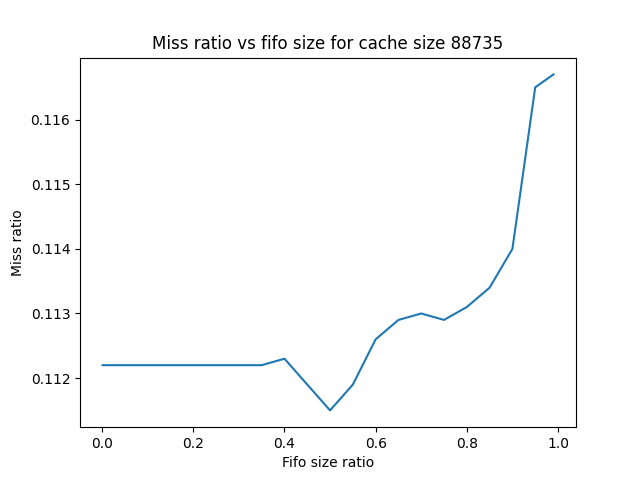 Miss ratio vs fifo size for cache size 88735
0.116
0.115
0.114
0.113
0.112
Miss ratio
0.0 0.2 0.4 0.6 0.8 1.0
Fifo size ratio